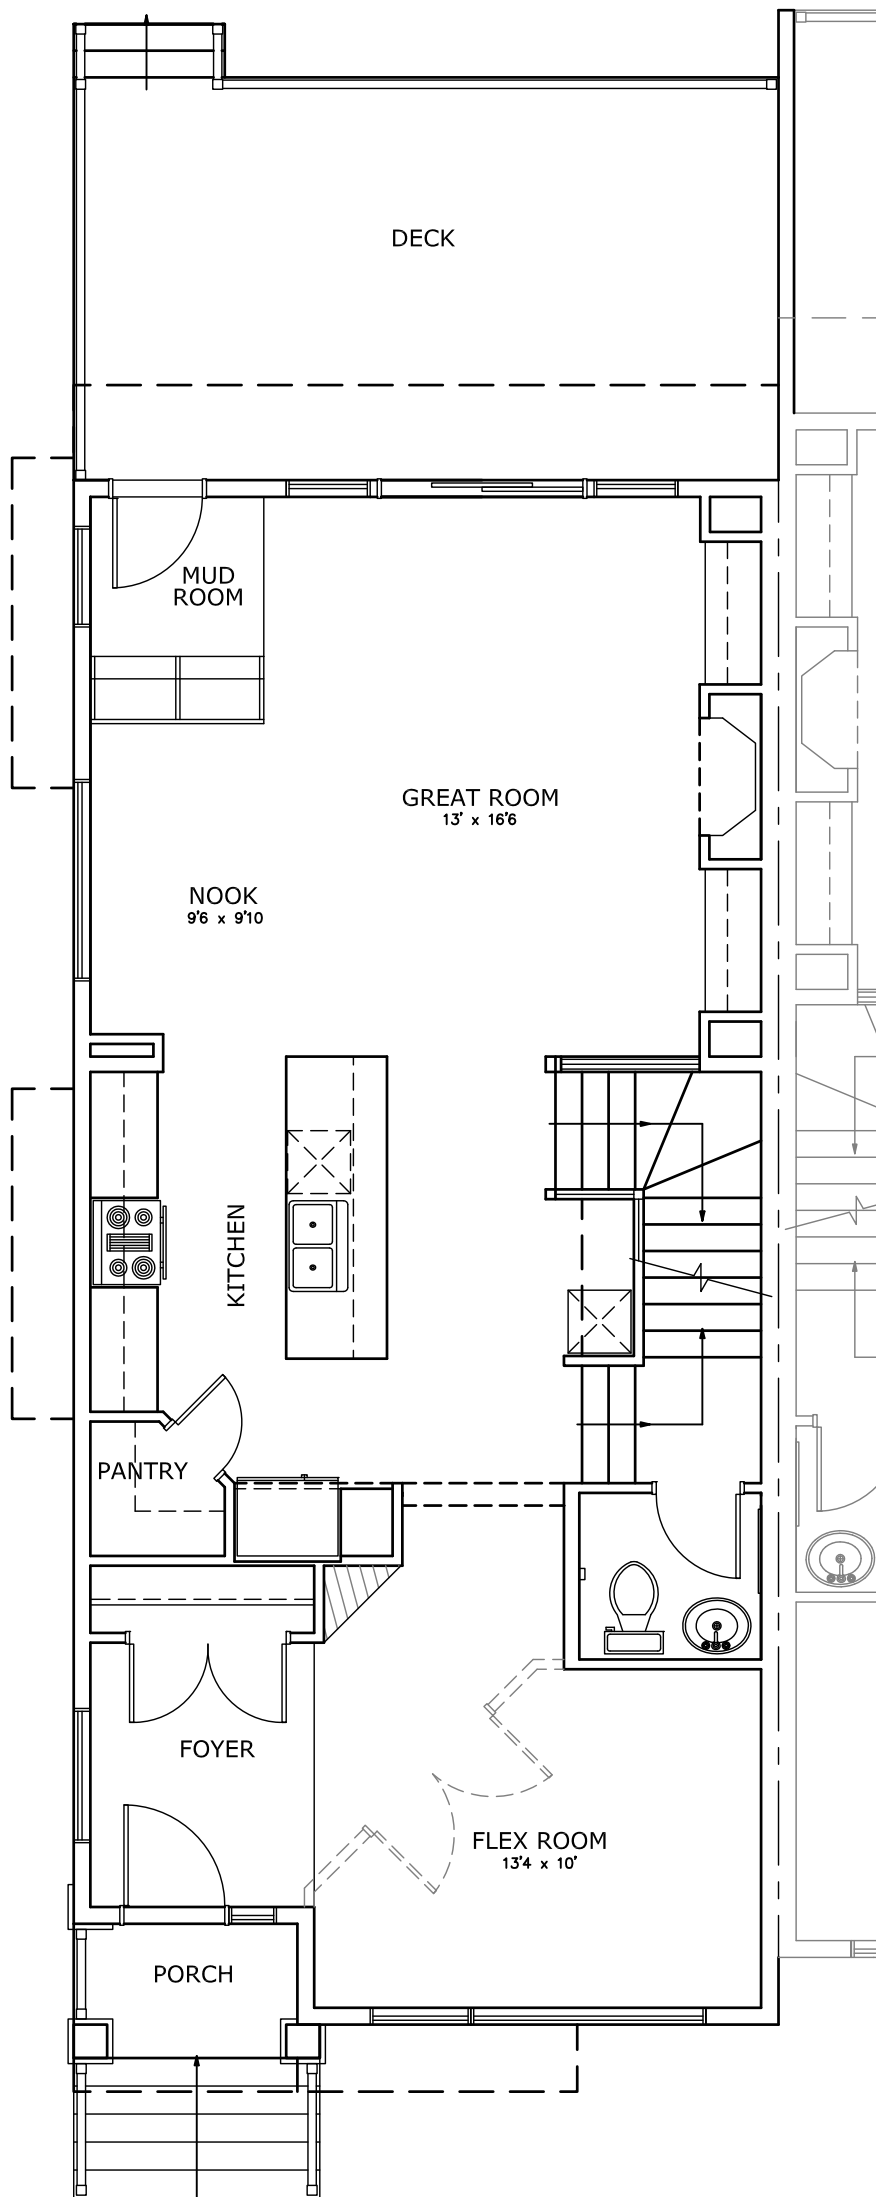 DECK
MUD
ROOM
GREAT ROOM
13' x 16'6
NOOK
9'6 x 9'10
KITCHEN
PANTRY
FOYER
FLEX ROOM
13'4 x 10'
PORCH